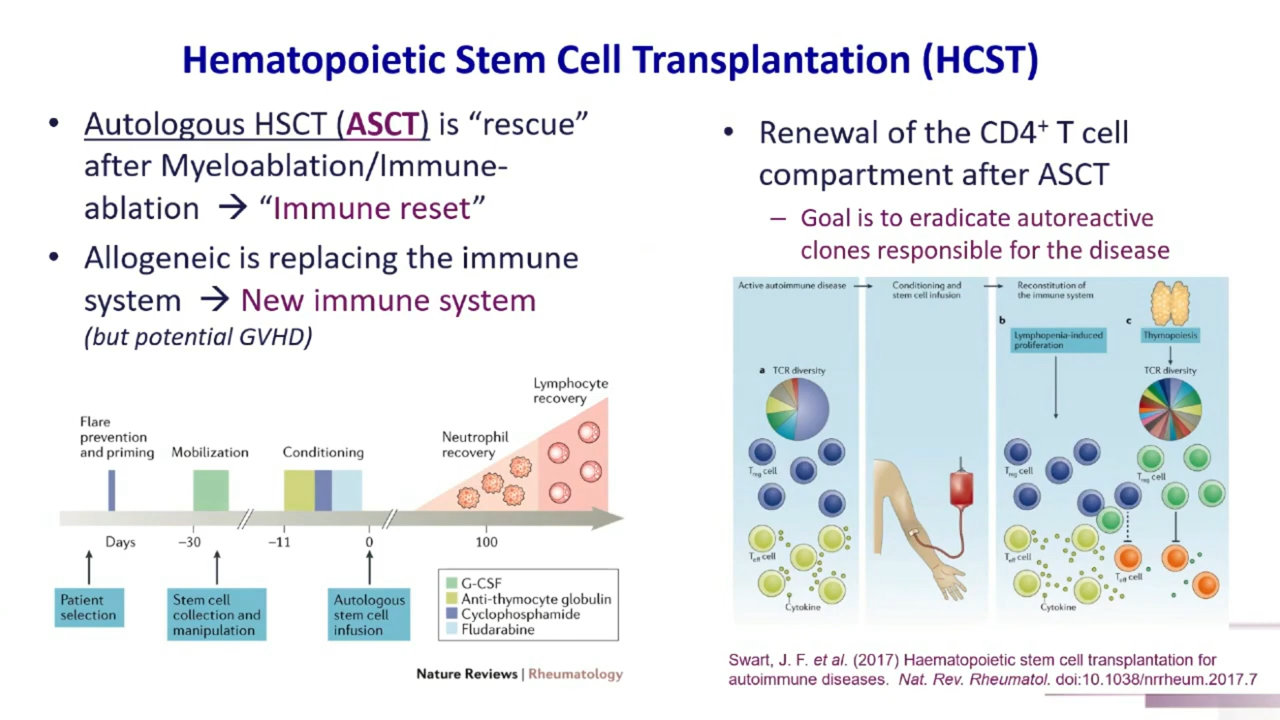 Hematopoietic Stem Cell Transplantation (HCST)
• Autologous HSCT (ASCT) is “rescue”
after Myeloablation/Immune-
ablation → “Immune reset”
• Allogeneic is replacing the immune
system → New immune system
(but potential GVHD)
Flare
prevention
and priming
Mobilization
Conditioning
Neutrophil
recovery
Lymphocyte
recovery
Days
–30
–11
0
100
Patient
selection
Stem cell
collection and
manipulation
Autologous
stem cell
infusion
G-CSF
Anti-thymocyte globulin
Cyclophosphamide
Fludarabine
Nature Reviews | Rheumatology
• Renewal of the CD4+ T cell
compartment after ASCT
– Goal is to eradicate autoreactive
clones responsible for the disease
Active autoimmune disease
Conditioning and
stem cell infusion
Reconstitution of
the immune system
a TCR diversity
Treg cell
Teff cell
Cytokine
b
Lymphopenia-induced
proliferation
Treg cell
Teff cell
Cytokine
c
Thymopoiesis
TCR diversity
Treg cell
Teff cell
Swart, J. F. et al. (2017) Haematopoietic stem cell transplantation for
autoimmune diseases. Nat. Rev. Rheumatol. doi:10.1038/nrrheum.2017.7